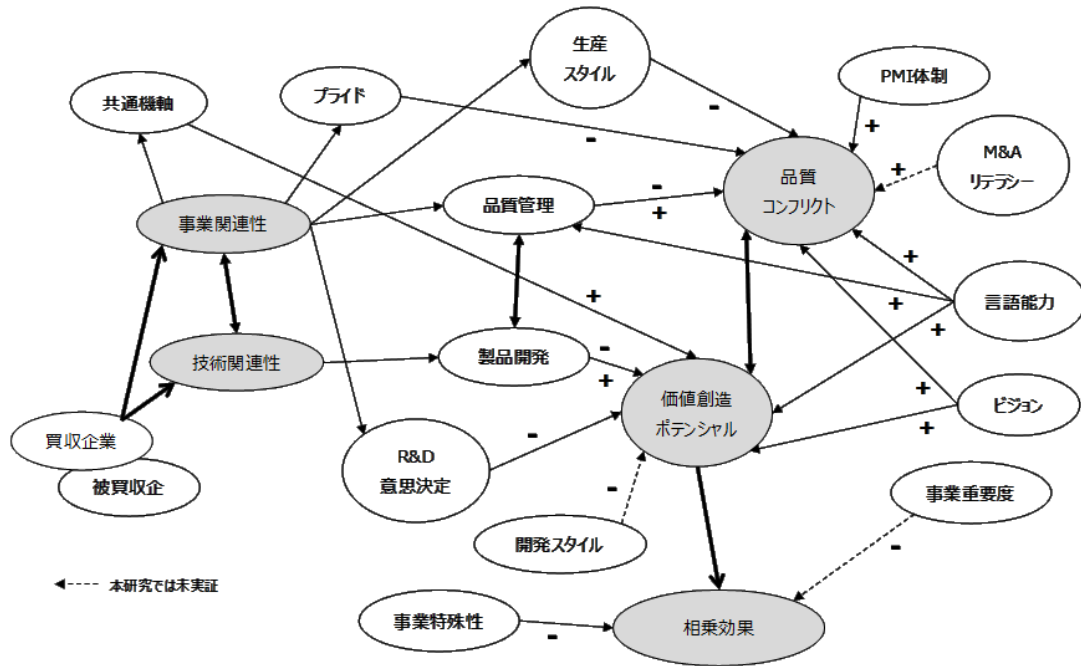 生産
スタイル
PMI体制
共通機軸
プライド
-
-
+
M&A
リテラシー
+
品質
コンフリクト
事業関連性
品質管理
-
+
+
言語能力
+
+
+
技術関連性
製品開発
-
+
価値創造
ポテンシャル
+
+
ビジョン
買収企業
被買収企
R&D
意思決定
-
-
事業重要度
開発スタイル
-
本研究では未実証
事業特殊性
-
相乗効果